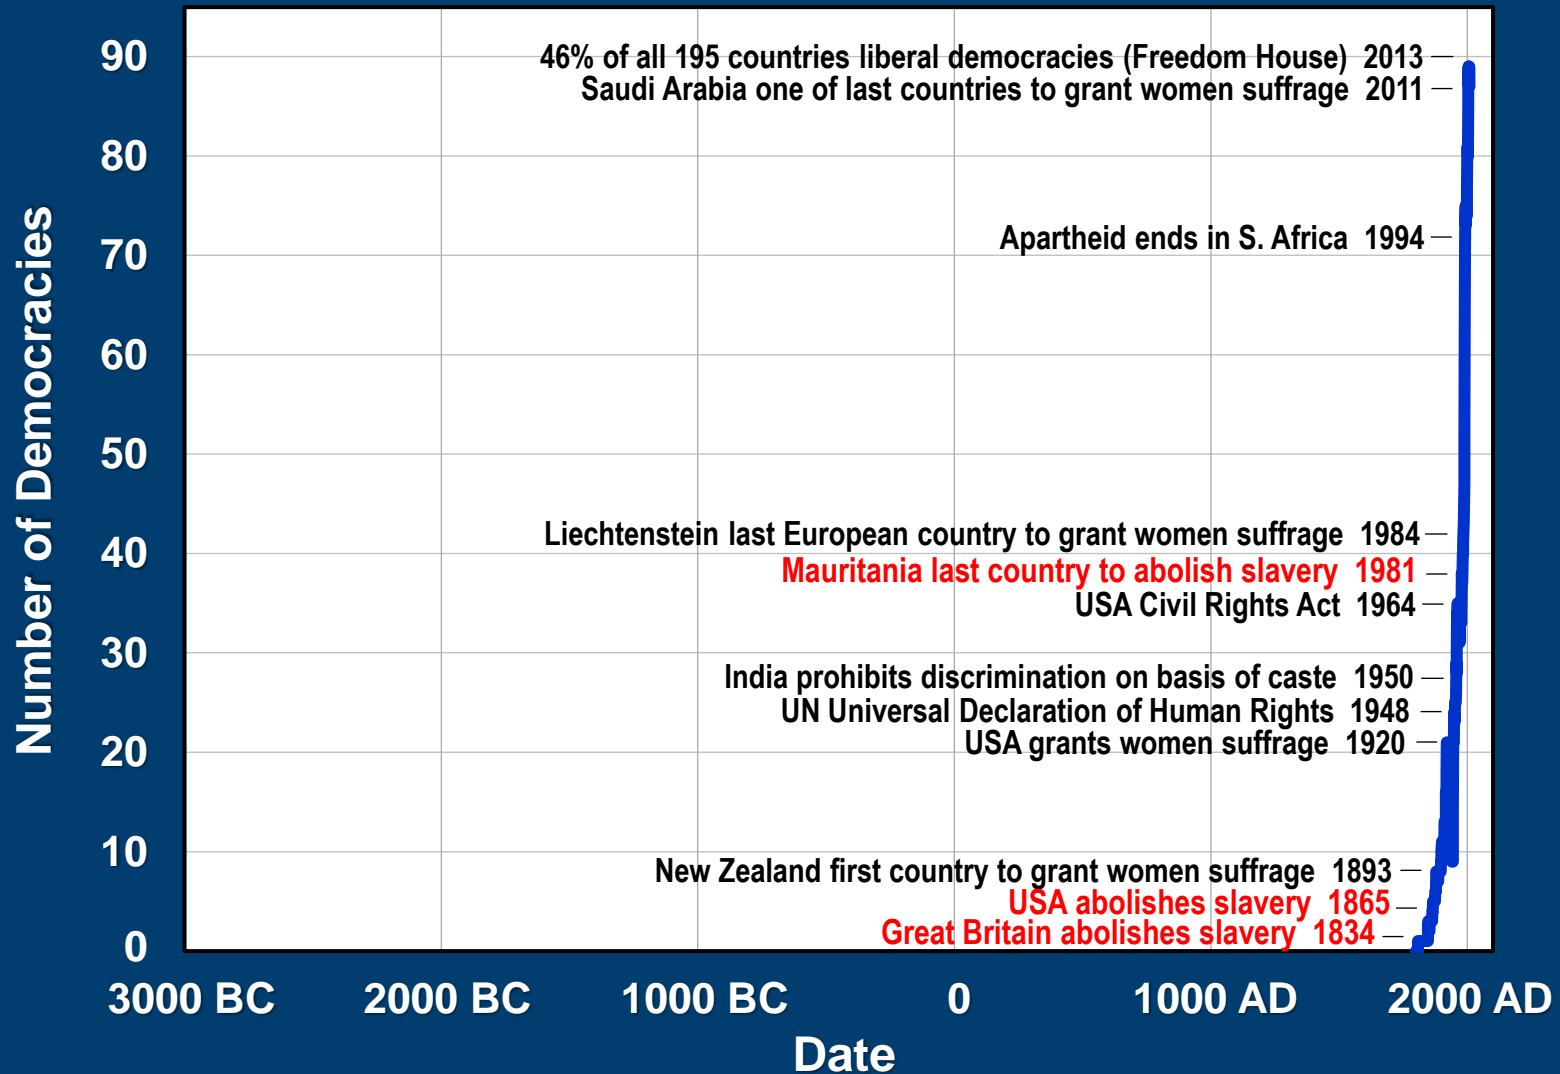 90
80
70
60
50
40
30
20
10
0
Number of Democracies
46% of all 195 countries liberal democracies (Freedom House) 2013
Saudi Arabia one of last countries to grant women suffrage 2011
Apartheid ends in S. Africa 1994
Liechtenstein last European country to grant women suffrage 1984
Mauritania last country to abolish slavery 1981
USA Civil Rights Act 1964
India prohibits discrimination on basis of caste 1950
UN Universal Declaration of Human Rights 1948
USA grants women suffrage 1920
New Zealand first country to grant women suffrage 1893
USA abolishes slavery 1865
Great Britain abolishes slavery 1834
3000 BC 2000 BC 1000 BC 0 1000 AD 2000 AD
Date